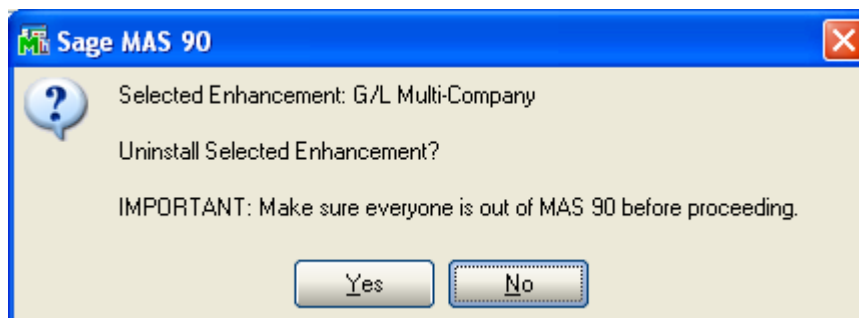 Sage MAS 90
Selected Enhancement: G/L Multi-Company
Uninstall Selected Enhancement?
IMPORTANT: Make sure everyone is out of MAS 90 before proceeding.
Yes No